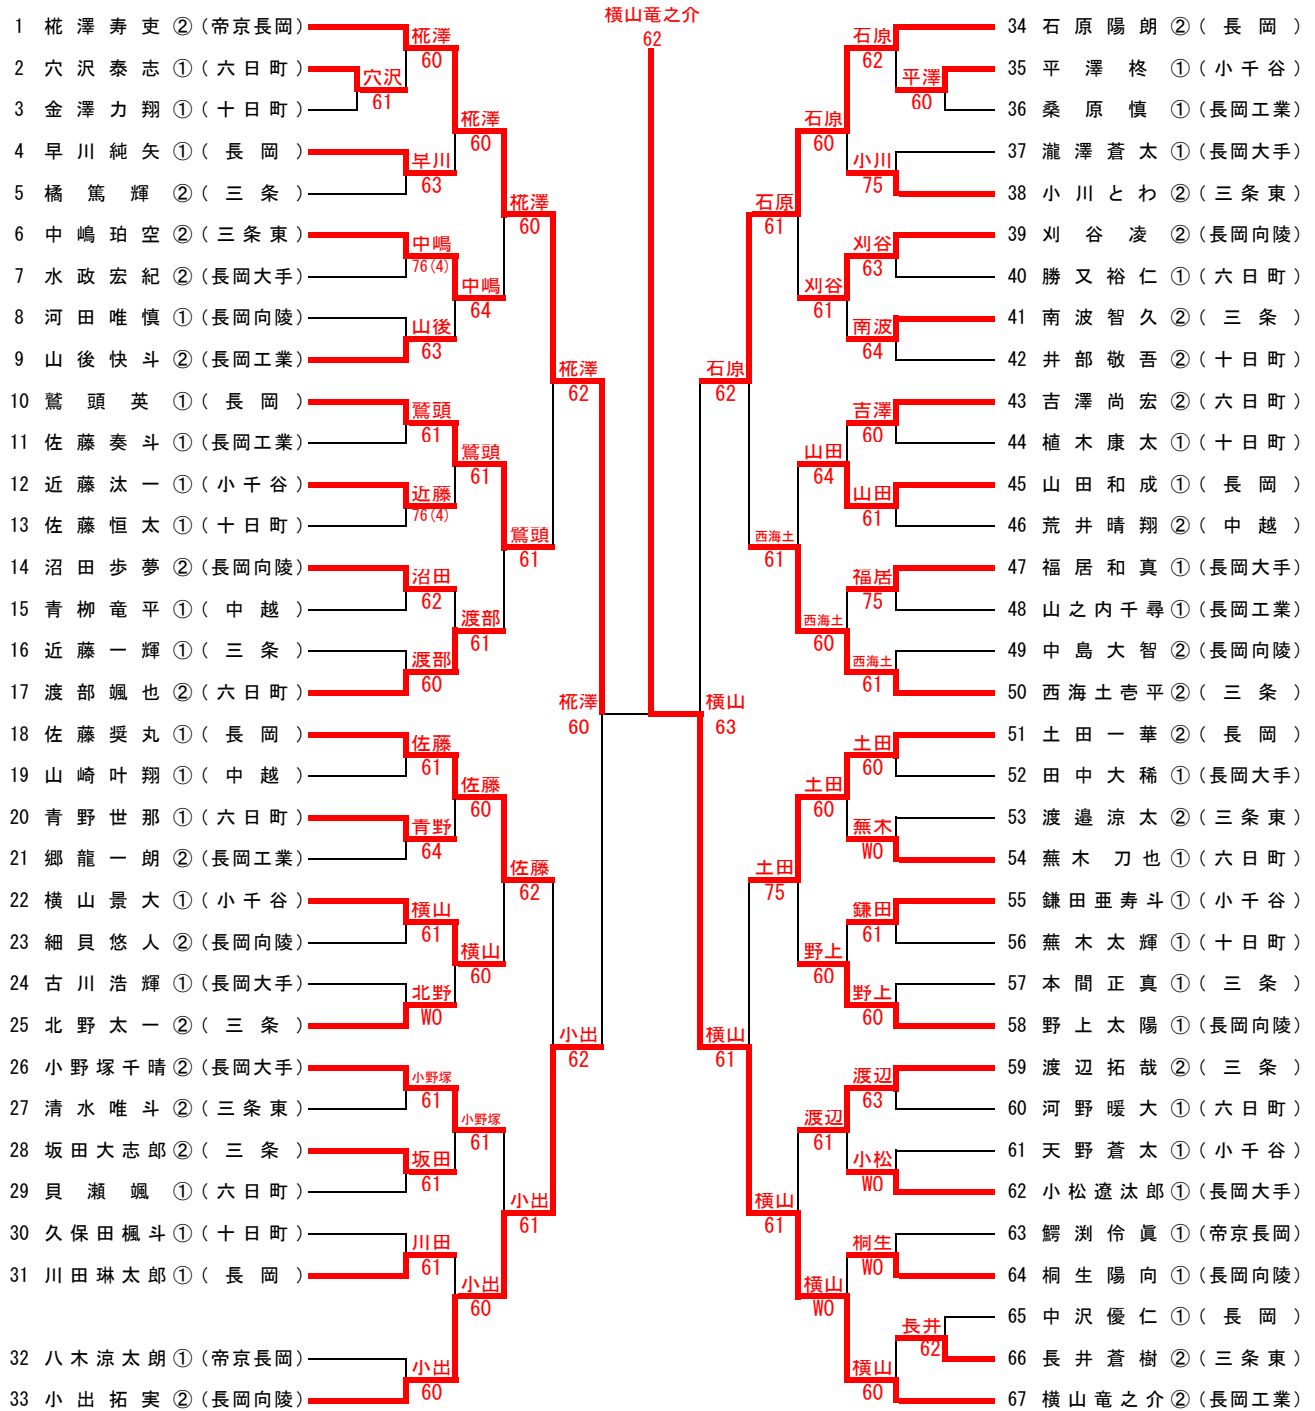 横山竜之介
62
1 椛澤寿吏 ② (帝京長岡)
2 穴沢泰志 ① (六日町)
3 金澤力翔 ① (十日町)
4 早川純矢 ① (長岡)
5 橘篤輝 ② (三条)
6 中嶋珀空 ② (三条東)
7 水政宏紀 ② (長岡大手)
8 河田唯慎 ① (長岡向陵)
9 山後快斗 ② (長岡工業)
10 鷲頭英 ① (長岡)
11 佐藤奏斗 ① (長岡工業)
12 近藤汰一 ① (小千谷)
13 佐藤恒太 ① (十日町)
14 沼田歩夢 ② (長岡向陵)
15 青栁竜平 ① (中越)
16 近藤一輝 ① (三条)
17 渡部颯也 ② (六日町)
18 佐藤奨丸 ① (長岡)
19 山崎叶翔 ① (中越)
20 青野世那 ① (六日町)
21 郷龍一朗 ② (長岡工業)
22 横山景大 ① (小千谷)
23 細貝悠人 ② (長岡向陵)
24 古川浩輝 ① (長岡大手)
25 北野太一 ② (三条)
26 小野塚千晴 ② (長岡大手)
27 清水唯斗 ② (三条東)
28 坂田大志郎 ② (三条)
29 貝瀬颯 ① (六日町)
30 久保田楓斗 ① (十日町)
31 川田琳太郎 ① (長岡)
32 八木涼太朗 ① (帝京長岡)
33 小出拓実 ② (長岡向陵)
穴沢
61
椛澤
60
早川
63
中嶋
76(4)
山後
63
鷲頭
61
近藤
76(4)
沼田
62
渡部
60
佐藤
61
青野
64
横山
61
北野
WO
小野塚
61
坂田
61
川田
61
小出
60
椛澤
60
中嶋
64
鷲頭
61
渡部
61
佐藤
60
横山
60
小野塚
61
小出
60
椛澤
60
鷲頭
61
佐藤
62
小出
61
椛澤
62
小出
62
椛澤
60
横山
63
石原
62
横山
61
石原
61
西海土
61
土田
75
横山
61
石原
60
刈谷
61
山田
64
西海土
60
土田
60
野上
60
渡辺
61
横山
WO
石原
62
小川
75
刈谷
63
南波
64
吉澤
60
山田
61
福居
75
西海土
61
土田
60
蕪木
WO
鎌田
61
野上
60
渡辺
63
小松
WO
桐生
WO
横山
60
平澤
60
長井
62
34 石原陽朗 ② (長岡)
35 平澤柊 ① (小千谷)
36 桑原慎 ① (長岡工業)
37 瀧澤蒼太 ① (長岡大手)
38 小川とわ ② (三条東)
39 刈谷凌 ② (長岡向陵)
40 勝又裕仁 ① (六日町)
41 南波智久 ② (三条)
42 井部敬吾 ② (十日町)
43 吉澤尚宏 ② (六日町)
44 植木康太 ① (十日町)
45 山田和成 ① (長岡)
46 荒井晴翔 ② (中越)
47 福居和真 ① (長岡大手)
48 山之内千尋 ① (長岡工業)
49 中島大智 ② (長岡向陵)
50 西海土壱平 ② (三条)
51 土田一華 ② (長岡)
52 田中大稀 ① (長岡大手)
53 渡邉涼太 ② (三条東)
54 蕪木刀也 ① (六日町)
55 鎌田亜寿斗 ① (小千谷)
56 蕪木太輝 ① (十日町)
57 本間正真 ① (三条)
58 野上太陽 ① (長岡向陵)
59 渡辺拓哉 ② (三条)
60 河野暖大 ① (六日町)
61 天野蒼太 ① (小千谷)
62 小松遼汰郎 ① (長岡大手)
63 鰐渕伶眞 ① (帝京長岡)
64 桐生陽向 ① (長岡向陵)
65 中沢優仁 ① (長岡)
66 長井蒼樹 ② (三条東)
67 横山竜之介 ② (長岡工業)